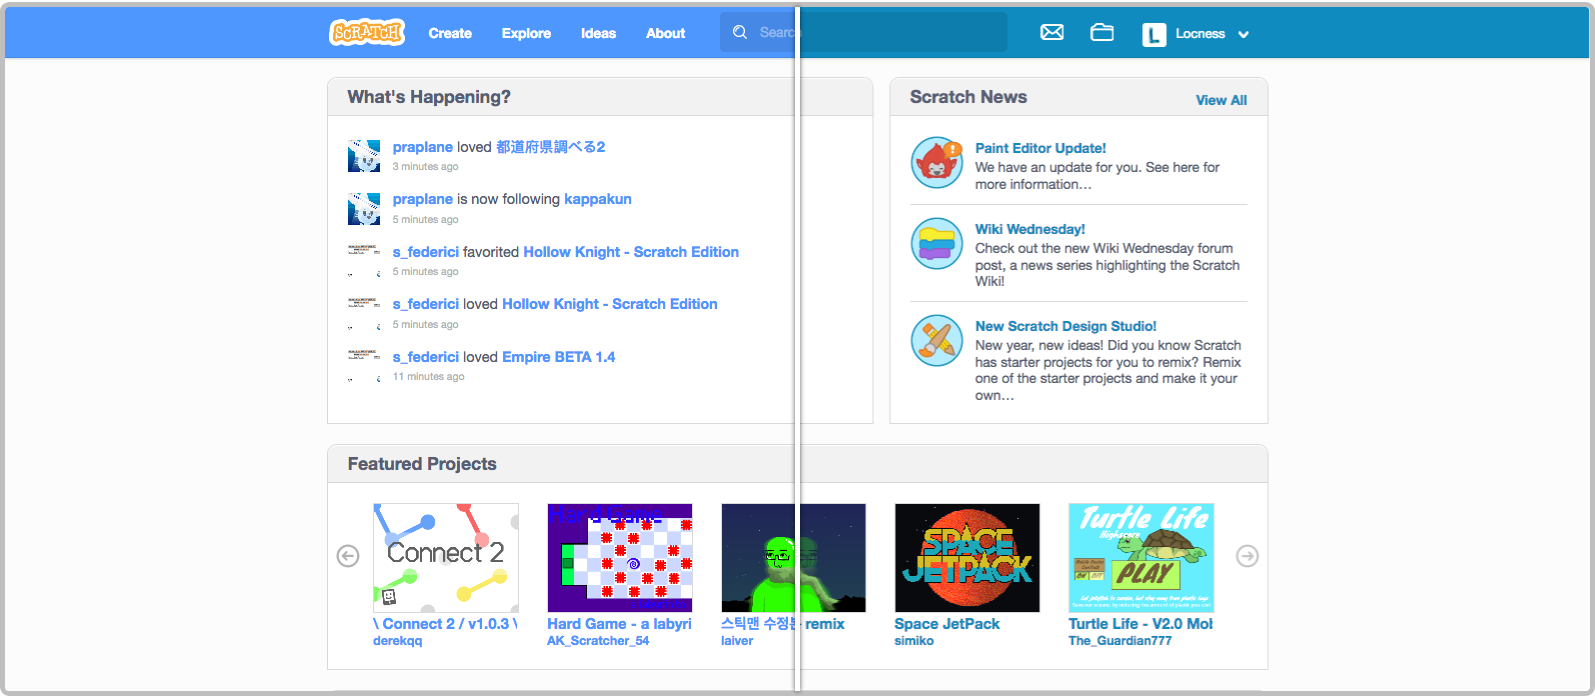 SCRATCH Create Explore Ideas About Search Locness
What's Happening?
praplane loved 都道府県調べる2
3 minutes ago
praplane is now following kappakun
5 minutes ago
s_federici favorited Hollow Knight - Scratch Edition
5 minutes ago
s_federici loved Hollow Knight - Scratch Edition
5 minutes ago
s_federici loved Empire BETA 1.4
11 minutes ago
Scratch News View All
Paint Editor Update!
We have an update for you. See here for
more information...
Wiki Wednesday!
Check out the new Wiki Wednesday forum
post, a news series highlighting the Scratch
Wiki!
New Scratch Design Studio!
New year, new ideas! Did you know Scratch
has starter projects for you to remix? Remix
one of the starter projects and make it your
own...
Featured Projects
Connect 2
Hard Game
SPACE
JETPACK
Turtle Life
Highscore
PLAY
\ Connect 2 / v1.0.3 \
derekqq
Hard Game - a labyri
AK_Scratcher_54
스틱맨 수정본 - remix
laiver
Space JetPack
simiko
Turtle Life - V2.0 Mob
The_Guardian777